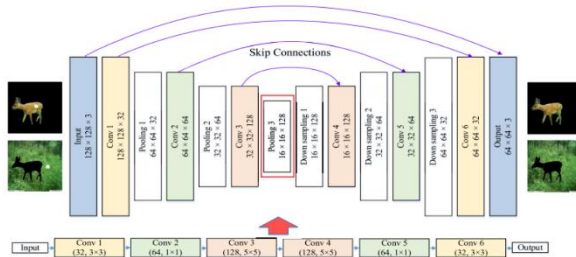 Skip Connections
Input
128 × 128 × 3
Conv 1
128 × 128 × 32
Pooling 1
64 × 64 × 32
Conv 2
64 × 64 × 64
Pooling 2
32 × 32 × 64
Conv 3
32 × 32 × 128
Pooling 3
16 × 16 × 128
Down sampling 1
16 × 16 × 128
Conv 4
16 × 16 × 128
Down sampling 2
32 × 32 × 64
Conv 5
32 × 32 × 64
Down sampling 3
64 × 64 × 32
Conv 6
64 × 64 × 32
Output
64 × 64 × 3
Input
Conv 1
(32, 3×3)
Conv 2
(64, 1×1)
Conv 3
(128, 5×5)
Conv 4
(128, 5×5)
Conv 5
(64, 1×1)
Conv 6
(32, 3×3)
Output